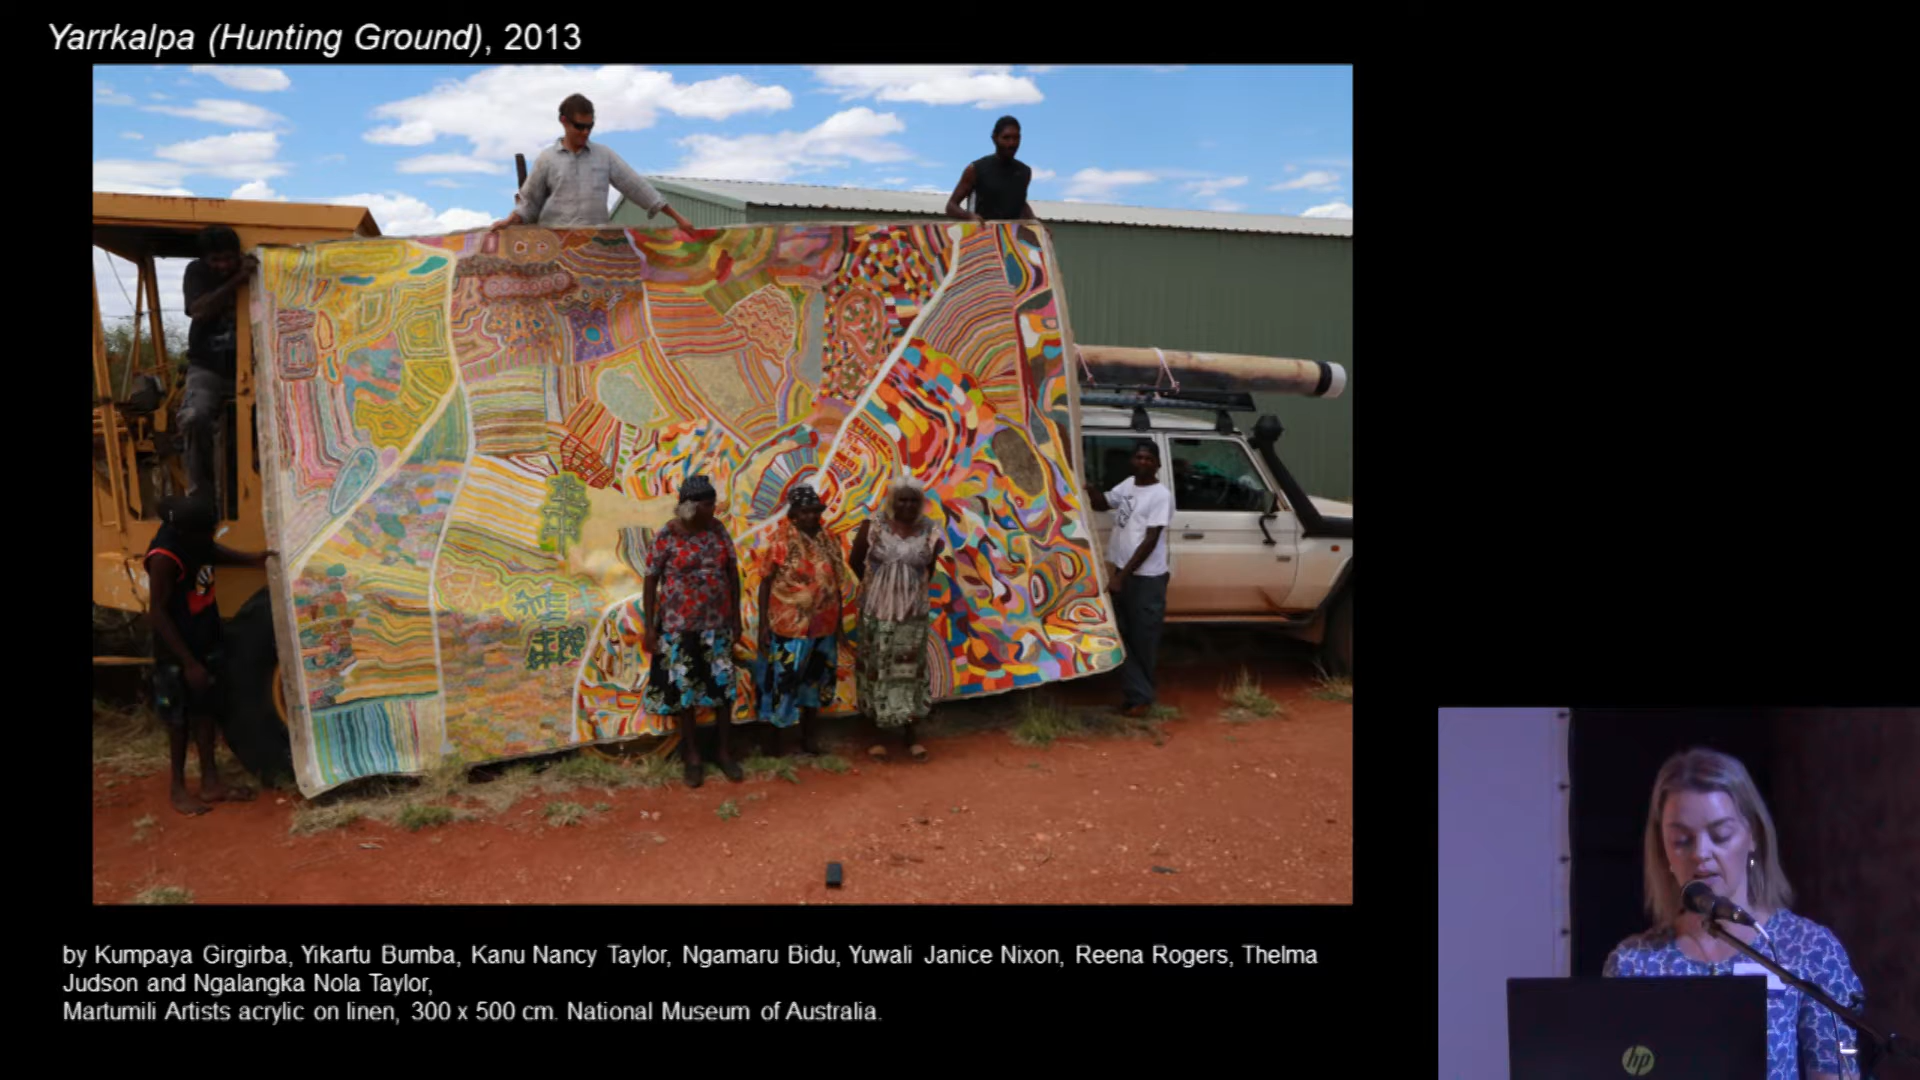 Yarrkalpa (Hunting Ground), 2013
by Kumpaya Girgirba, Yikartu Bumba, Kanu Nancy Taylor, Ngamaru Bidu, Yuwali Janice Nixon, Reena Rogers, Thelma
Judson and Ngalangka Nola Taylor,
Martumili Artists acrylic on linen, 300 x 500 cm. National Museum of Australia.
hp